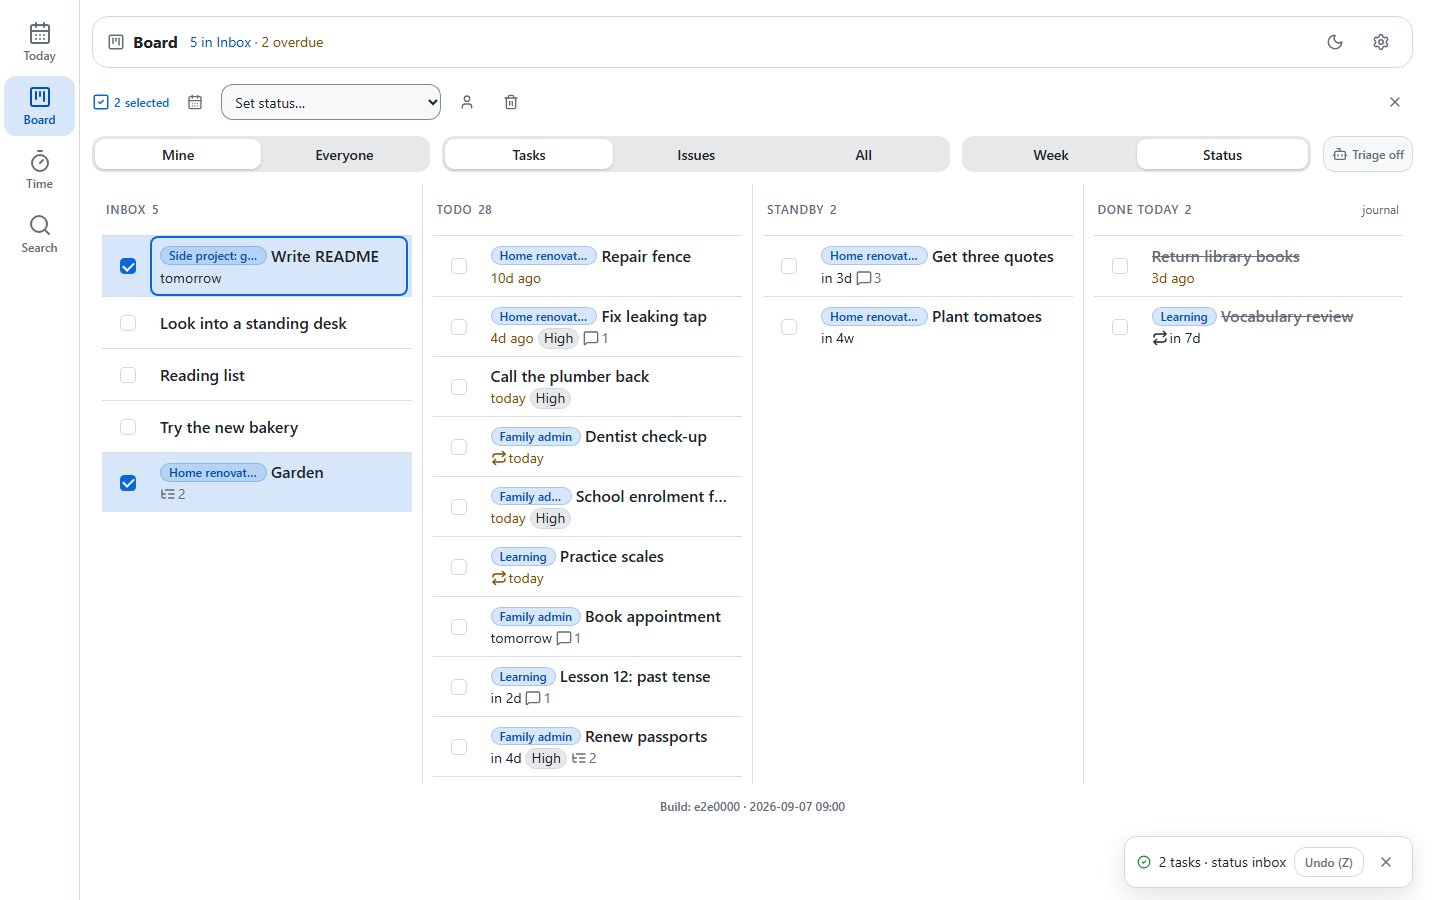 Today
Board
Time
Search
Board 5 in Inbox · 2 overdue
2 selected
Set status...
Mine
Everyone
Tasks
Issues
All
Week
Status
Triage off
INBOX 5
Side project: g... Write README
tomorrow
Look into a standing desk
Reading list
Try the new bakery
Home renovat... Garden
2
TODO 28
Home renovat... Repair fence
10d ago
Home renovat... Fix leaking tap
4d ago High 1
Call the plumber back
today High
Family admin Dentist check-up
today
Family ad... School enrolment f...
today High
Learning Practice scales
today
Family admin Book appointment
tomorrow 1
Learning Lesson 12: past tense
in 2d 1
Family admin Renew passports
in 4d High 2
STANDBY 2
Home renovat... Get three quotes
in 3d 3
Home renovat... Plant tomatoes
in 4w
DONE TODAY 2 journal
Return library books
3d ago
Learning Vocabulary review
in 7d
Build: e2e0000 · 2026-09-07 09:00
2 tasks · status inbox Undo (Z)